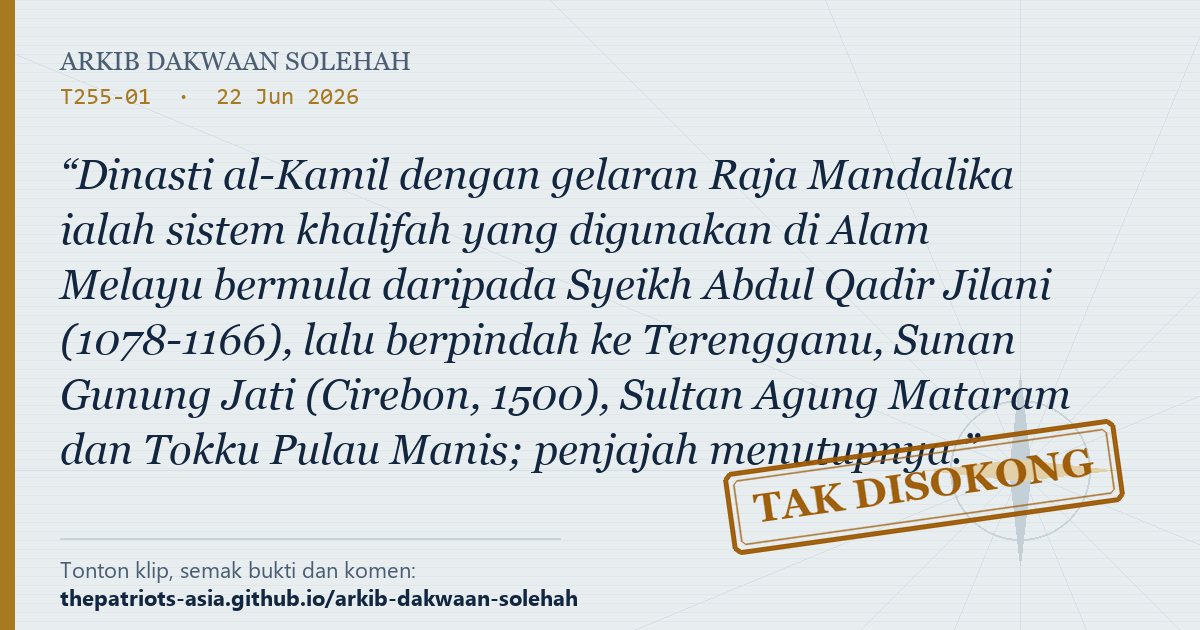 ARKIB DAKWAAN SOLEHAH
T255-01 · 22 Jun 2026
“Dinasti al-Kamil dengan gelaran Raja Mandalika
ialah sistem khalifah yang digunakan di Alam
Melayu bermula daripada Syeikh Abdul Qadir Jilani
(1078-1166), lalu berpindah ke Terengganu, Sunan
Gunung Jati (Cirebon, 1500), Sultan Agung Mataram
dan Tokku Pulau Manis; penjajah menutupnya.”
TAK DISOKONG
Tonton klip, semak bukti dan komen:
thepatriots-asia.github.io/arkib-dakwaan-solehah